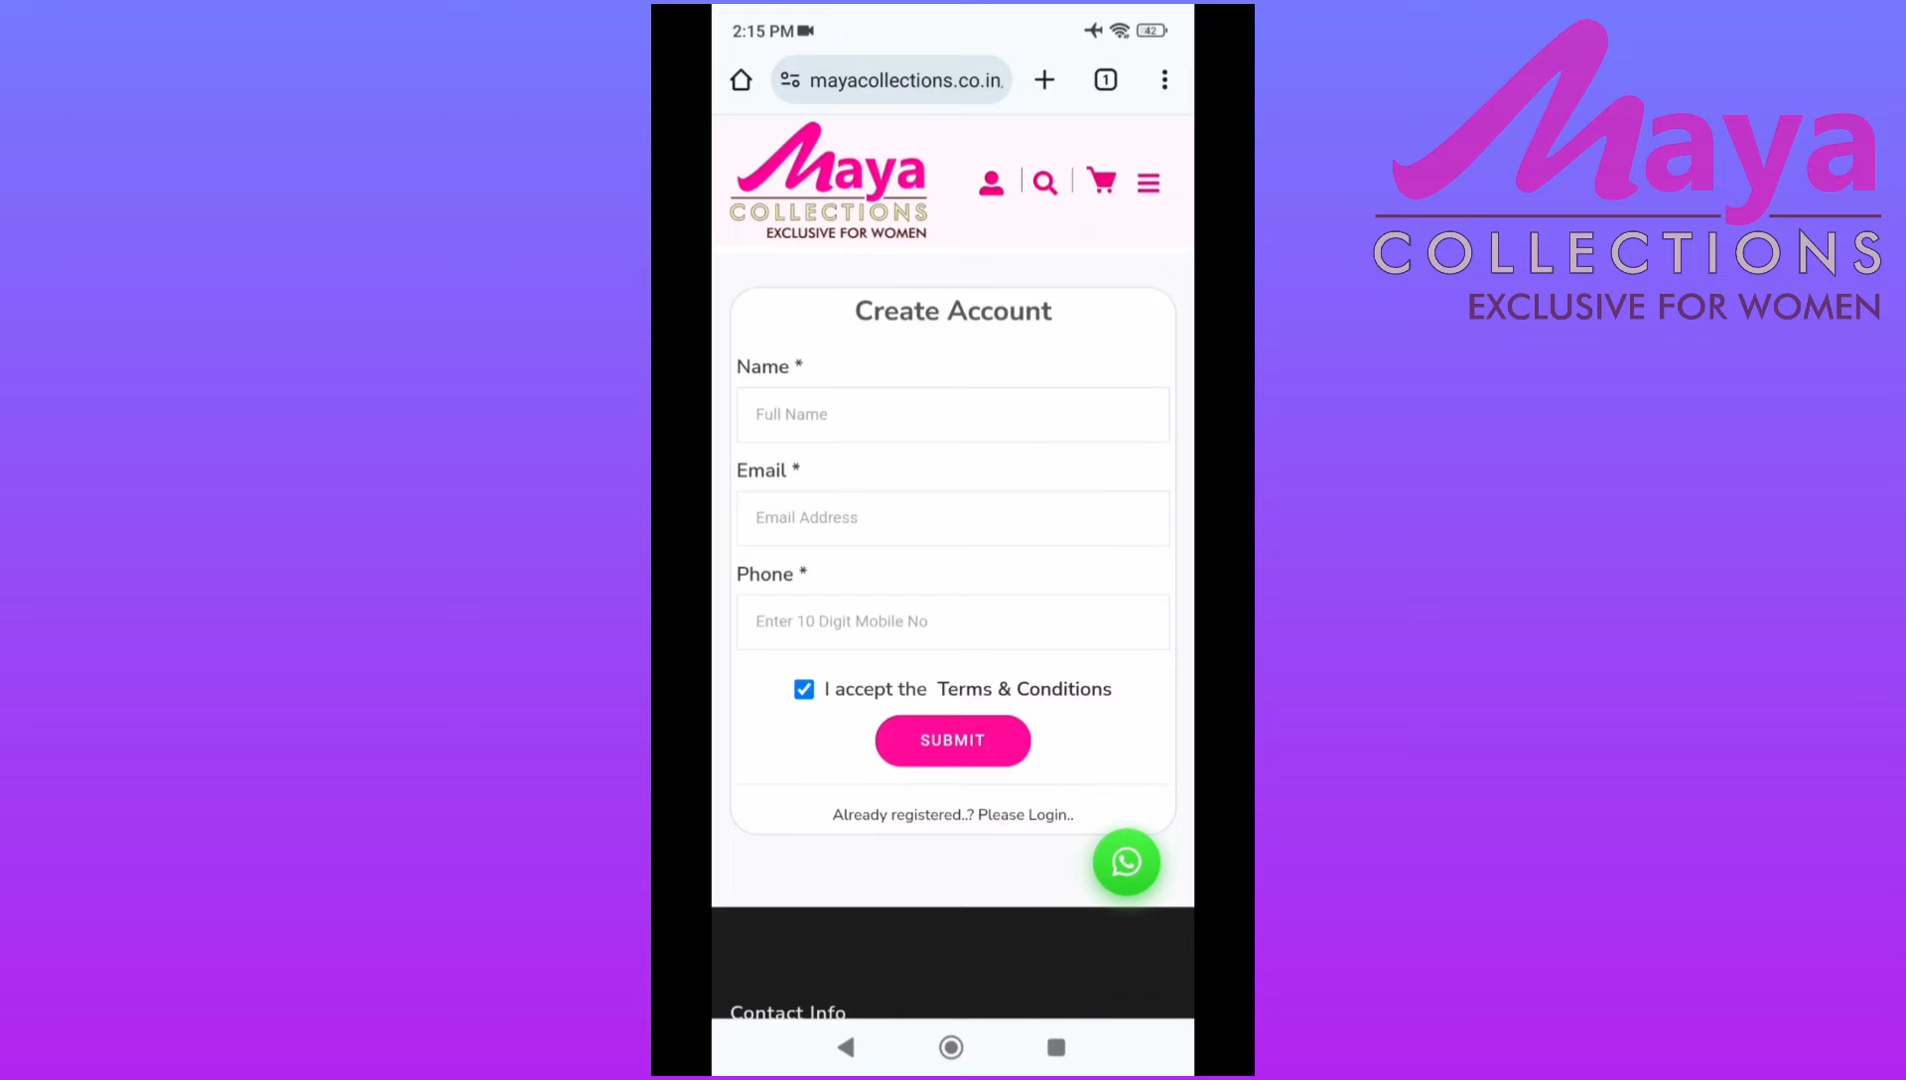 2:15 PM
42
mayacollections.co.in
1
Maya
COLLECTIONS
EXCLUSIVE FOR WOMEN
Create Account
Name *
Full Name
Email *
Email Address
Phone *
Enter 10 Digit Mobile No
I accept the Terms & Conditions
SUBMIT
Already registered..? Please Login..
Contact Info
Maya
COLLECTIONS
EXCLUSIVE FOR WOMEN